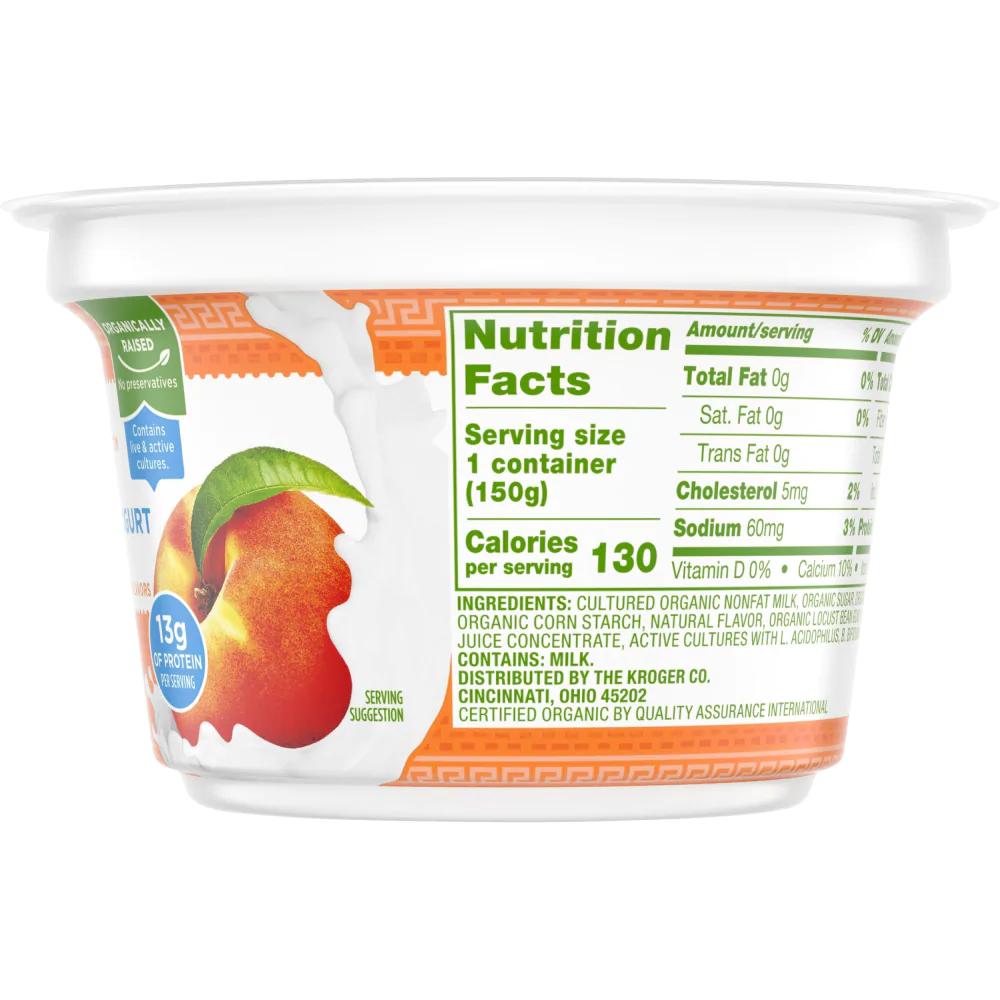 ORGANICALLY
RAISED
No preservatives
Contains
live & active
cultures.
GURT
13g
OF PROTEIN
PER SERVING
SERVING
SUGGESTION
Nutrition
Facts
Serving size
1 container
(150g)
Calories
per serving 130
Amount/serving % DV
Total Fat 0g 0%
Sat. Fat 0g 0%
Trans Fat 0g
Cholesterol 5mg 2%
Sodium 60mg 3%
Vitamin D 0% • Calcium 10% •
INGREDIENTS: CULTURED ORGANIC NONFAT MILK, ORGANIC SUGAR,
ORGANIC CORN STARCH, NATURAL FLAVOR, ORGANIC LOCUST BEAN
JUICE CONCENTRATE, ACTIVE CULTURES WITH L. ACIDOPHILUS, B.
CONTAINS: MILK.
DISTRIBUTED BY THE KROGER CO.
CINCINNATI, OHIO 45202
CERTIFIED ORGANIC BY QUALITY ASSURANCE INTERNATIONAL